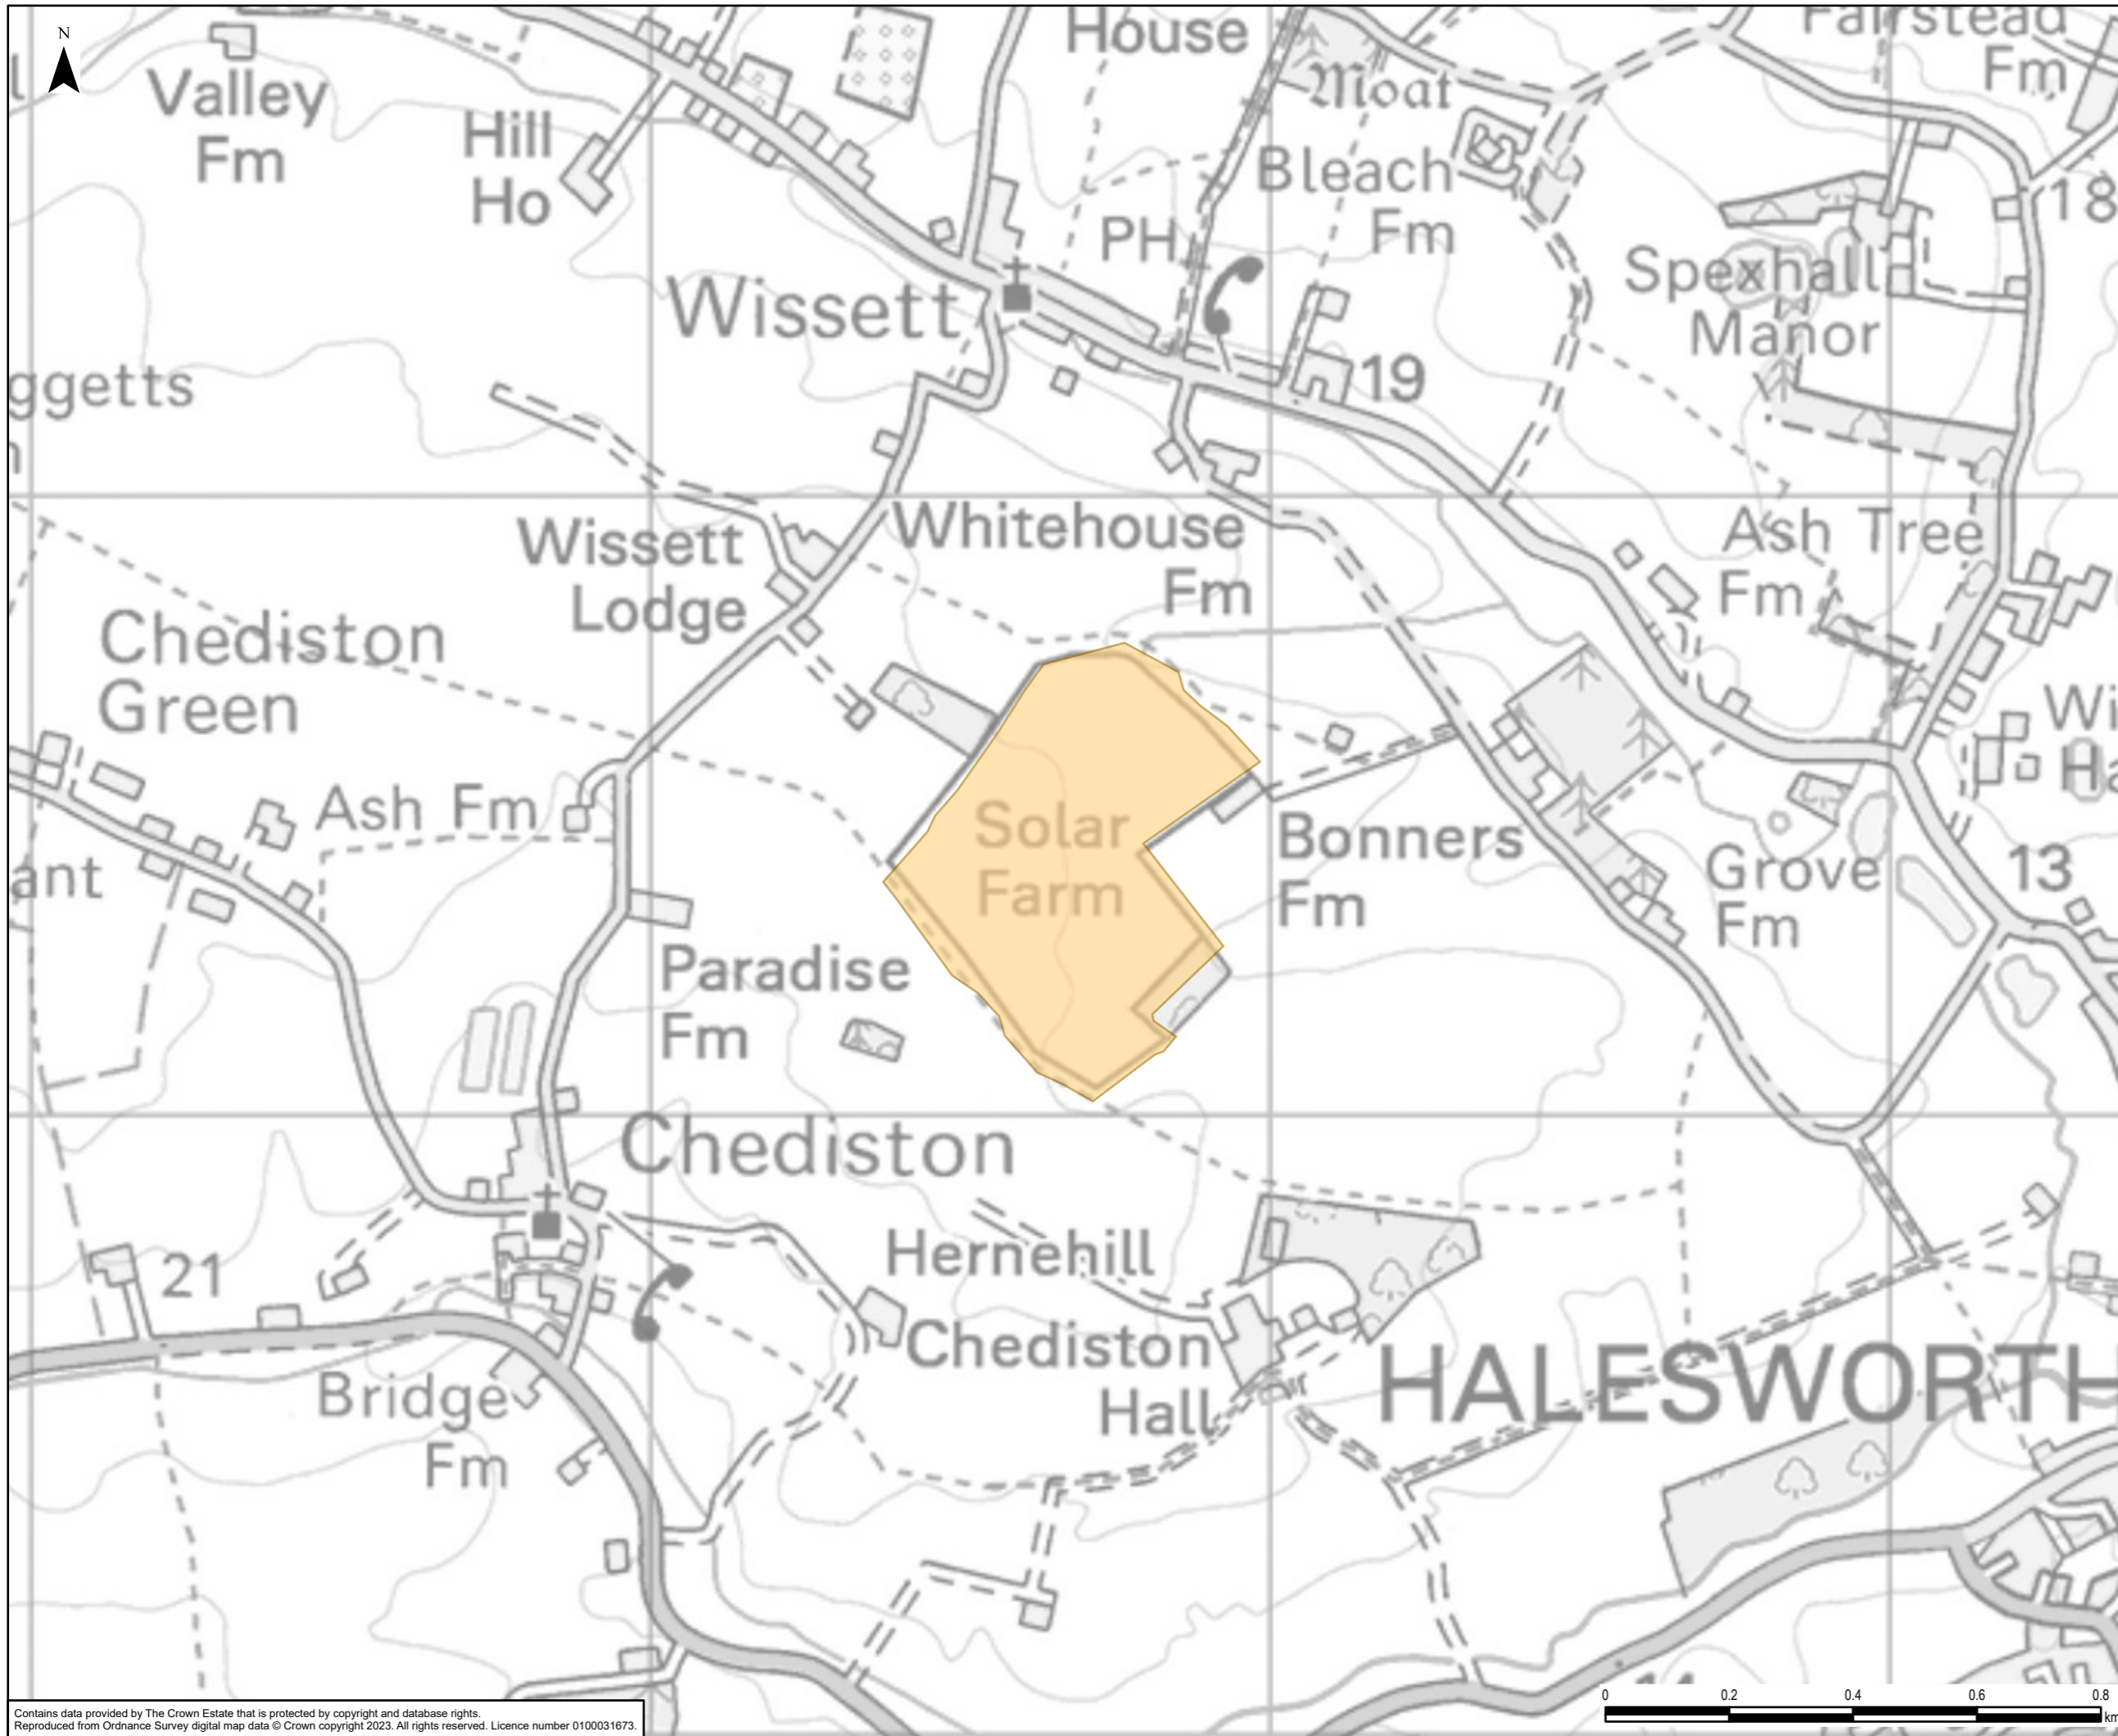 House
Fairstead
Fm
N
Moat
Valley
Fm
Hill
Ho
Bleach
Fm
18
PH
Spexhall
Manor
Wissett
ggetts
19
Whitehouse
Fm
Wissett
Lodge
Ash Tree
Fm
Chediston
Green
Wi
Ha
Ash Fm
Solar
Farm
Bonners
Fm
ant
Grove
Fm
13
Paradise
Fm
Chediston
Hernehill
21
Chediston
Hall
HALESWORTH
Bridge
Fm
0 0.2 0.4 0.6 0.8
km
Contains data provided by The Crown Estate that is protected by copyright and database rights.
Reproduced from Ordnance Survey digital map data © Crown copyright 2023. All rights reserved. Licence number 0100031673.